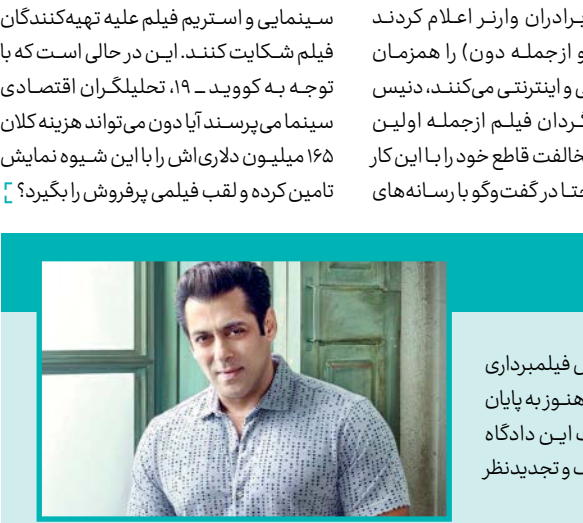 برادران وارنر اعلام کردند
و ازجمله دون) را همزمان
و اینترنتی می‌کنند، دنیس
فیلم ازجمله اولین
قاطع خود را با این کار
در گفت‌وگو با رسانه‌های
سینمایی و استریم فیلم علیه تهیه‌کنندگان
فیلم شکایت کنند. این در حالی است که با
توجه به کووید ـ ۱۹، تحلیلگران اقتصادی
سینما می‌پرسند آیا دون می‌تواند هزینه کلان
۱۶۵ میلیون دلاری‌اش را با این شیوه نمایش
تامین کرده و لقب فیلمی پرفروش را بگیرد؟
فیلمبرداری
هنوز به پایان
این دادگاه
و تجدیدنظر